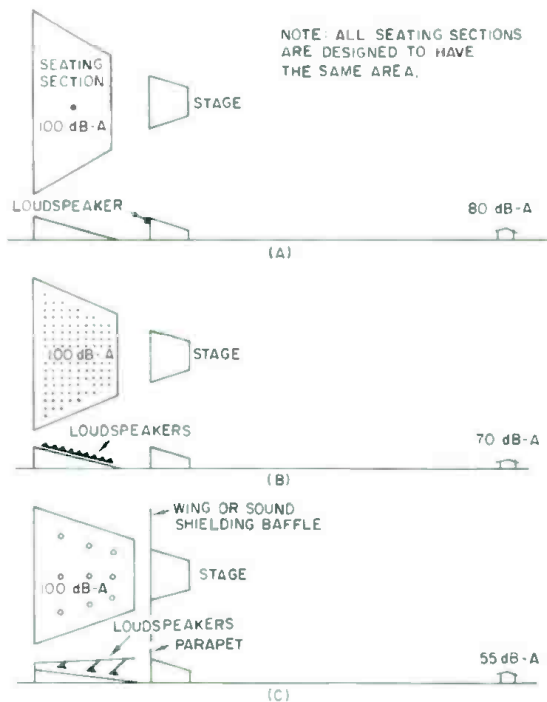 NOTE: ALL SEATING SECTIONS
ARE DESIGNED TO HAVE
THE SAME AREA.
SEATING
SECTION
100 dB-A
STAGE
LOUDSPEAKER
80 dB-A
(A)
100 dB-A
STAGE
LOUDSPEAKERS
70 dB-A
(B)
WING OR SOUND
SHIELDING BAFFLE
100 dB-A
STAGE
LOUDSPEAKERS
PARAPET
55 dB-A
(C)